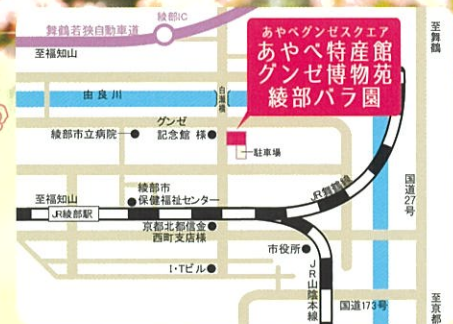 綾部IC
舞鶴若狭自動車道
至福知山
至舞鶴
あやベグンゼスクエア
あやべ特産館
グンゼ博物苑
綾部バラ園
由良川
白瀬橋
グンゼ
記念館 様
綾部市立病院
駐車場
JR舞鶴線
国道27号
綾部市
保健福祉センター
至福知山
JR綾部駅
京都北都信金
西町支店様
市役所
I・Tビル
JR山陰本線
国道173号
至京都